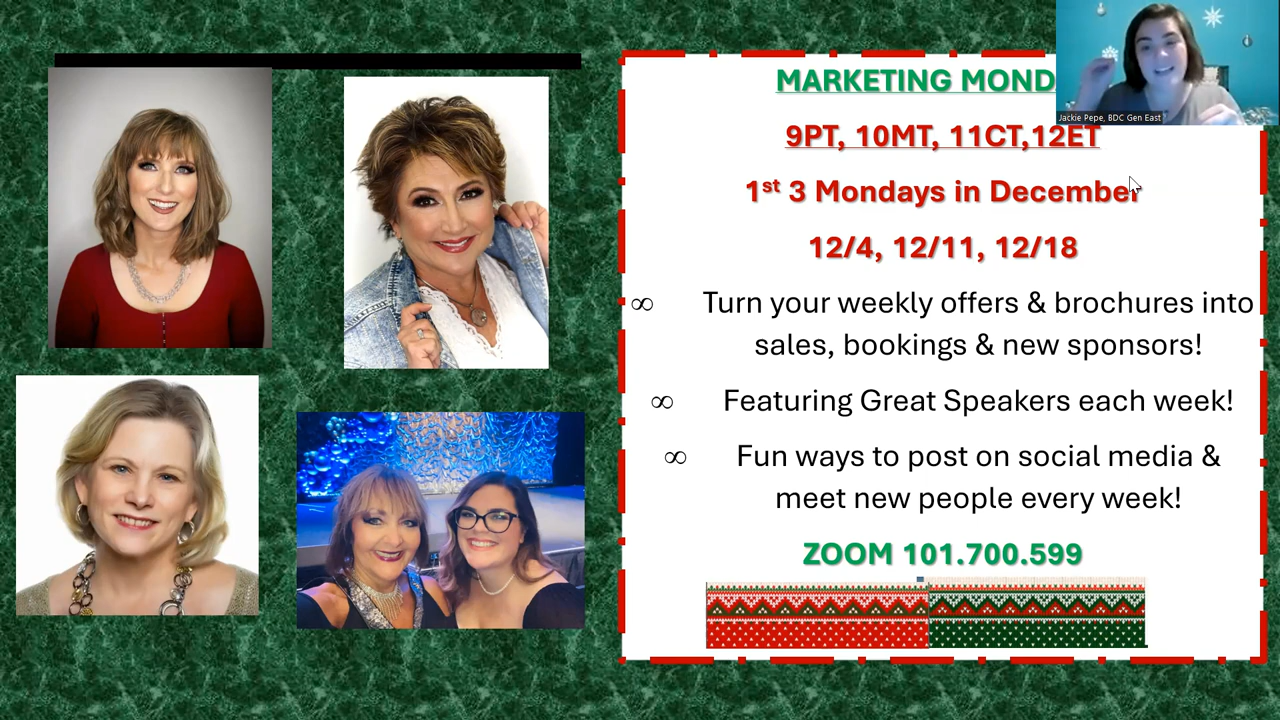 MARKETING MOND
Jackie Pepe, BDC Gen East
9PT, 10MT, 11CT,12ET
1st 3 Mondays in December
12/4, 12/11, 12/18
∞ Turn your weekly offers & brochures into
sales, bookings & new sponsors!
∞ Featuring Great Speakers each week!
∞ Fun ways to post on social media &
meet new people every week!
ZOOM 101.700.599